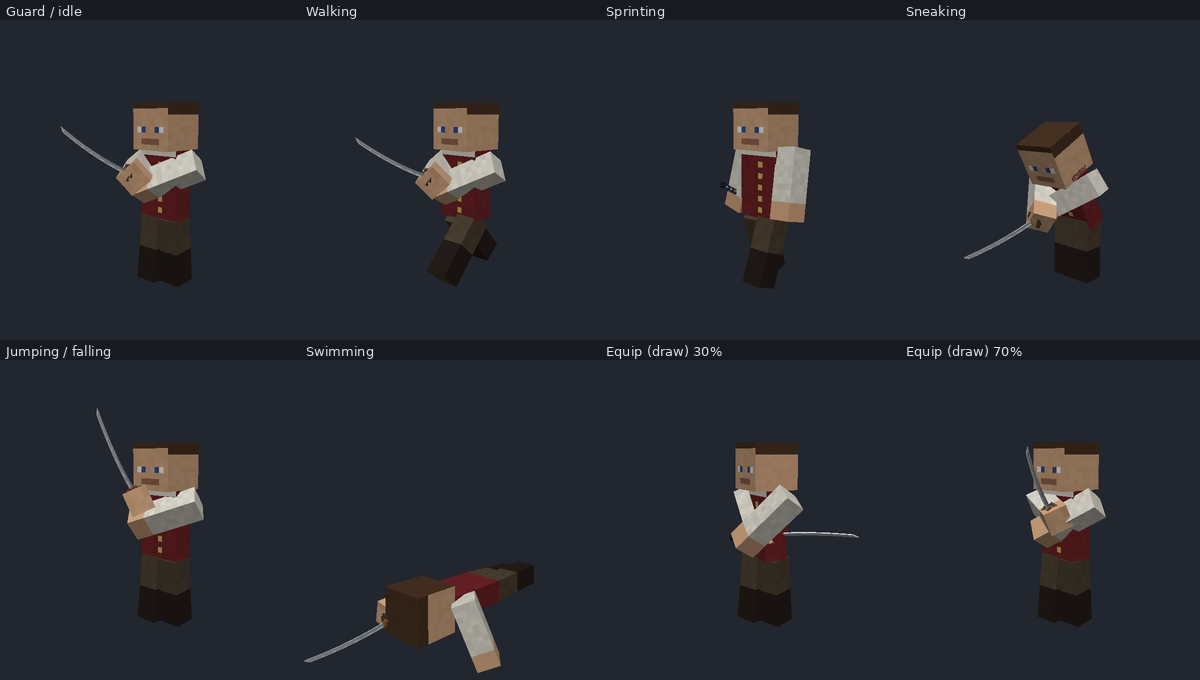 Guard / idle
Walking
Sprinting
Sneaking
Jumping / falling
Swimming
Equip (draw) 30%
Equip (draw) 70%